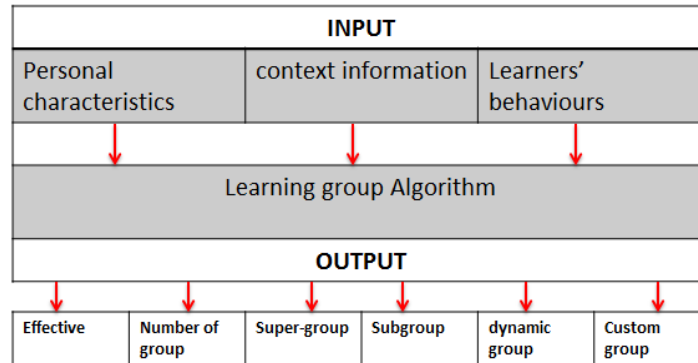 INPUT
Personal
characteristics
context information
Learners'
behaviours
Learning group Algorithm
OUTPUT
Effective
Number of
group
Super-group
Subgroup
dynamic
group
Custom
group